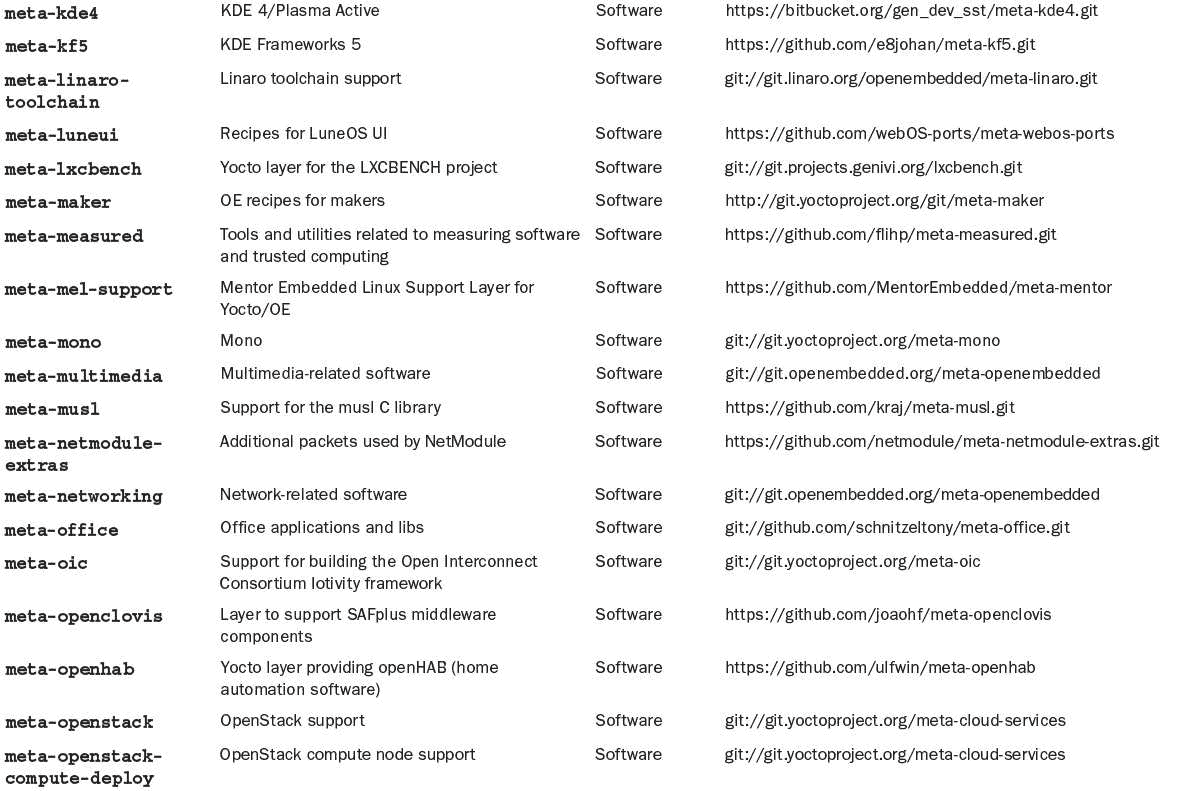 meta-kde4 KDE 4/Plasma Active Software https://bitbucket.org/gen_dev_sst/meta-kde4.git
meta-kf5 KDE Frameworks 5 Software https://github.com/e8johan/meta-kf5.git
meta-linaro- Linaro toolchain support Software git://git.linaro.org/openembedded/meta-linaro.git
toolchain
meta-luneui Recipes for LuneOS UI Software https://github.com/webOS-ports/meta-webos-ports
meta-lxcbench Yocto layer for the LXCBENCH project Software git://git.projects.genivi.org/lxcbench.git
meta-maker OE recipes for makers Software http://git.yoctoproject.org/git/meta-maker
meta-measured Tools and utilities related to measuring software Software https://github.com/flihp/meta-measured.git
and trusted computing
meta-mel-support Mentor Embedded Linux Support Layer for Software https://github.com/MentorEmbedded/meta-mentor
Yocto/OE
meta-mono Mono Software git://git.yoctoproject.org/meta-mono
meta-multimedia Multimedia-related software Software git://git.openembedded.org/meta-openembedded
meta-musl Support for the musl C library Software https://github.com/kraj/meta-musl.git
meta-netmodule- Additional packets used by NetModule Software https://github.com/netmodule/meta-netmodule-extras.git
extras
meta-networking Network-related software Software git://git.openembedded.org/meta-openembedded
meta-office Office applications and libs Software git://github.com/schnitzeltony/meta-office.git
meta-oic Support for building the Open Interconnect Software git://git.yoctoproject.org/meta-oic
Consortium Iotivity framework
meta-openclovis Layer to support SAFplus middleware Software https://github.com/joaohf/meta-openclovis
components
meta-openhab Yocto layer providing openHAB (home Software https://github.com/ulfwin/meta-openhab
automation software)
meta-openstack OpenStack support Software git://git.yoctoproject.org/meta-cloud-services
meta-openstack- OpenStack compute node support Software git://git.yoctoproject.org/meta-cloud-services
compute-deploy